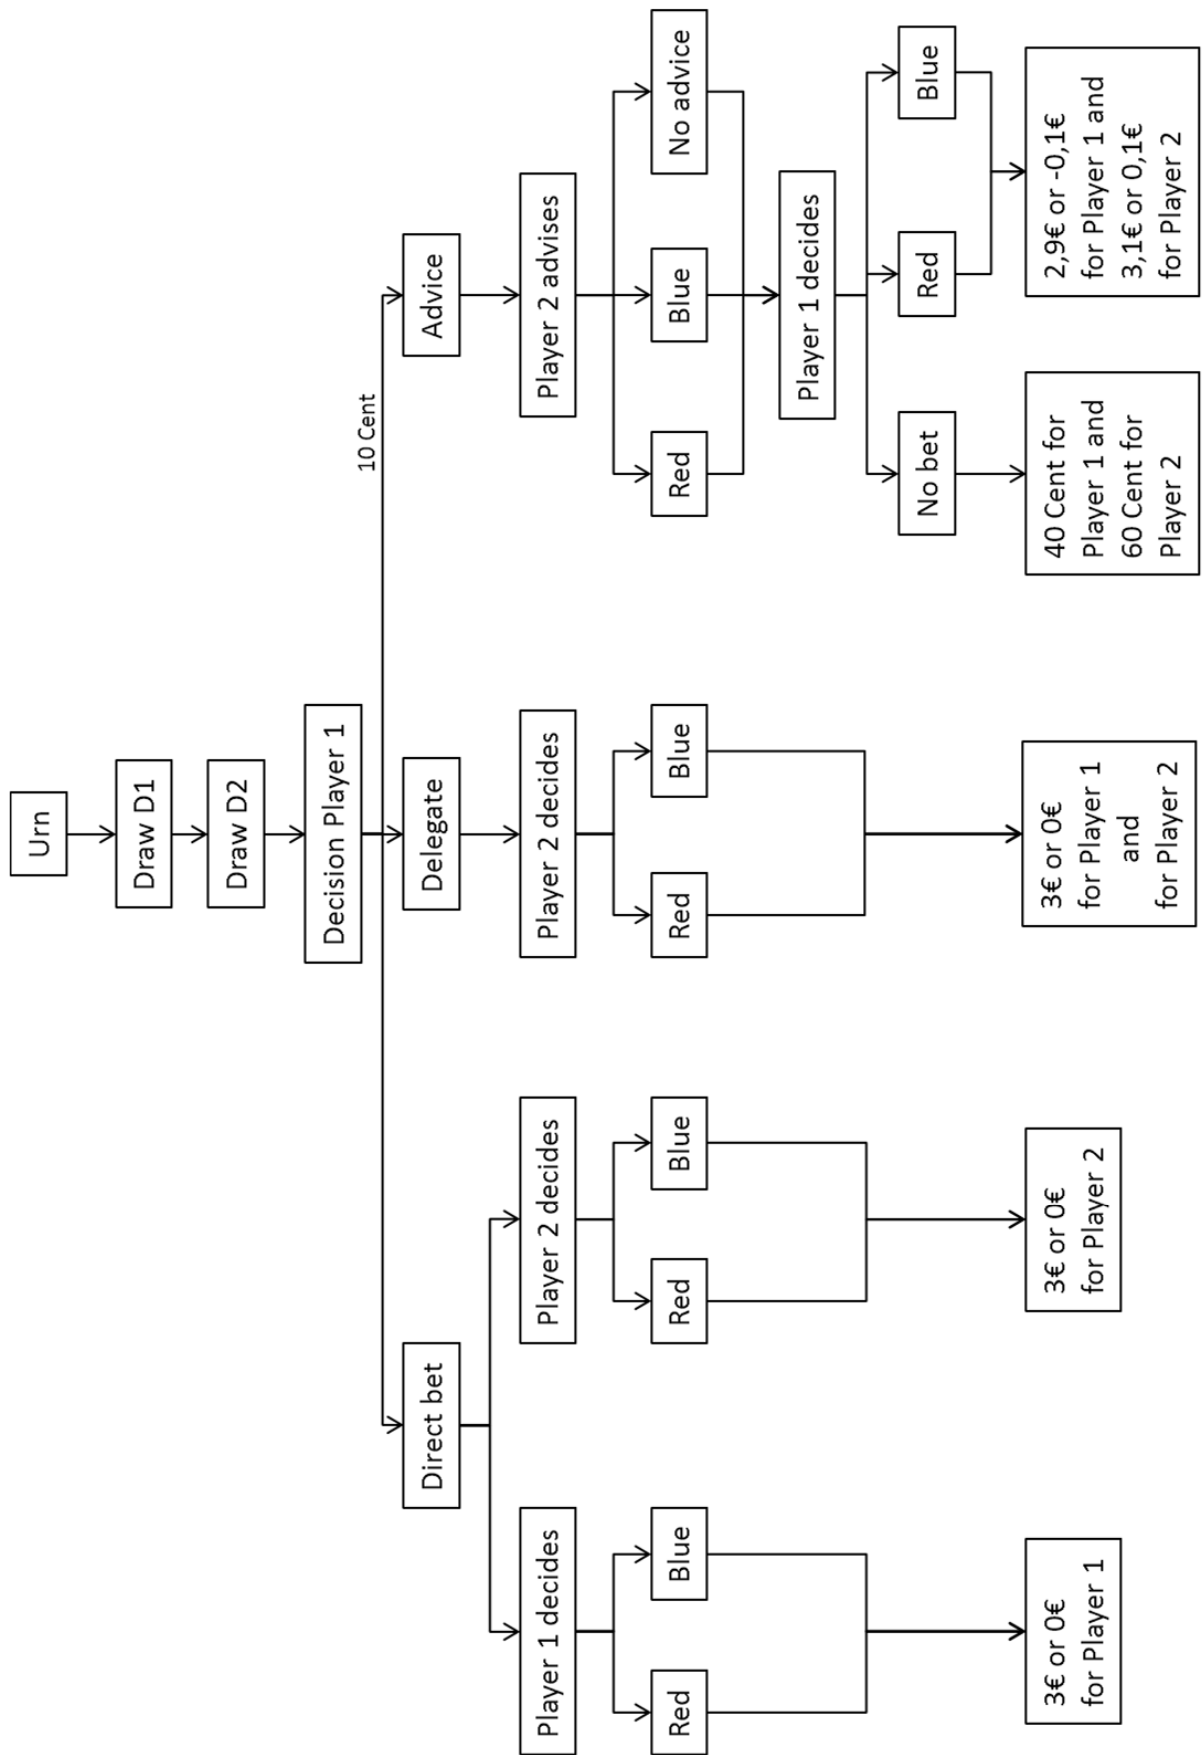 Urn
Draw D1
Draw D2
Decision Player 1
10 Cent
Direct bet
Delegate
Advice
Player 1 decides
Player 2 decides
Player 2 decides
Player 2 advises
Red
Blue
Red
Blue
Red
Blue
Red
Blue
No advice
Player 1 decides
No bet
Red
Blue
3€ or 0€
for Player 1
3€ or 0€
for Player 2
3€ or 0€
for Player 1
and
for Player 2
40 Cent for
Player 1 and
60 Cent for
Player 2
2,9€ or -0,1€
for Player 1 and
3,1€ or 0,1€
for Player 2